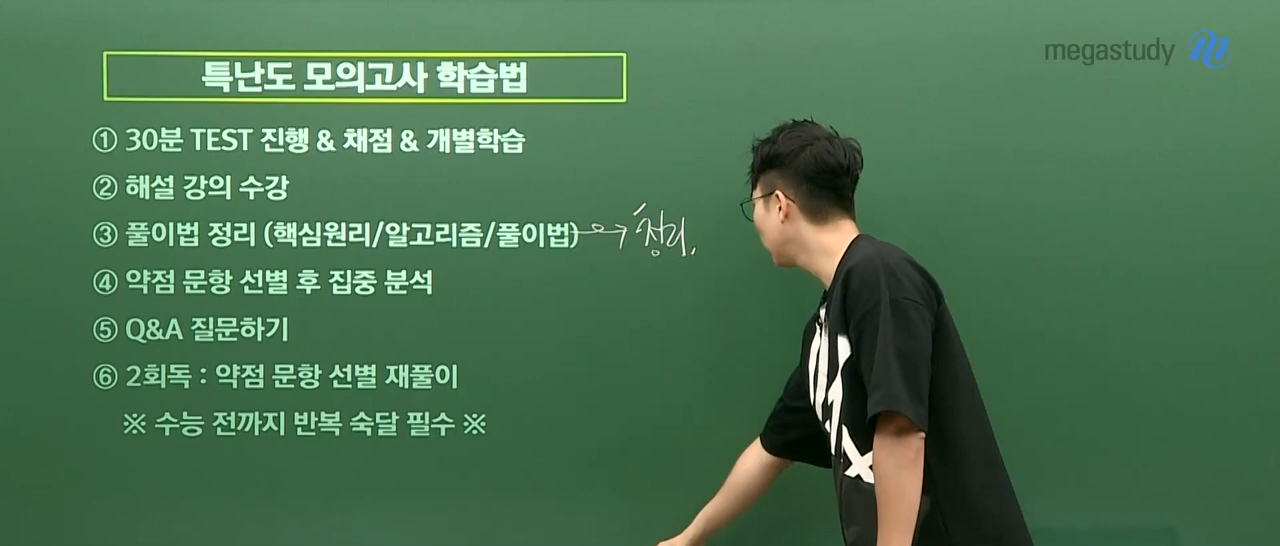 megastudy
특난도 모의고사 학습법
① 30분 TEST 진행 & 채점 & 개별학습
② 해설 강의 수강
③ 풀이법 정리 (핵심원리/알고리즘/풀이법)
④ 약점 문항 선별 후 집중 분석
⑤ Q&A 질문하기
⑥ 2회독 : 약점 문항 선별 재풀이
※ 수능 전까지 반복 숙달 필수 ※